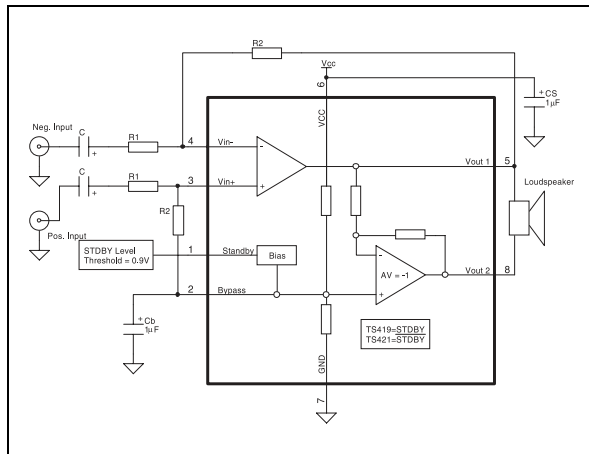 R2
Vcc
6
+ CS
1µF
Neg. Input
C
+
R1
4
Vin-
-
VCC
Vout 1
5
C
+
R1
3
Vin+
+
Loudspeaker
R2
Pos. Input
STDBY Level
Threshold = 0.9V
1
Standby
Bias
-
AV = -1
+
Vout 2
8
2
Bypass
+ Cb
1µF
TS419=STDBY
TS421=STDBY
GND
7